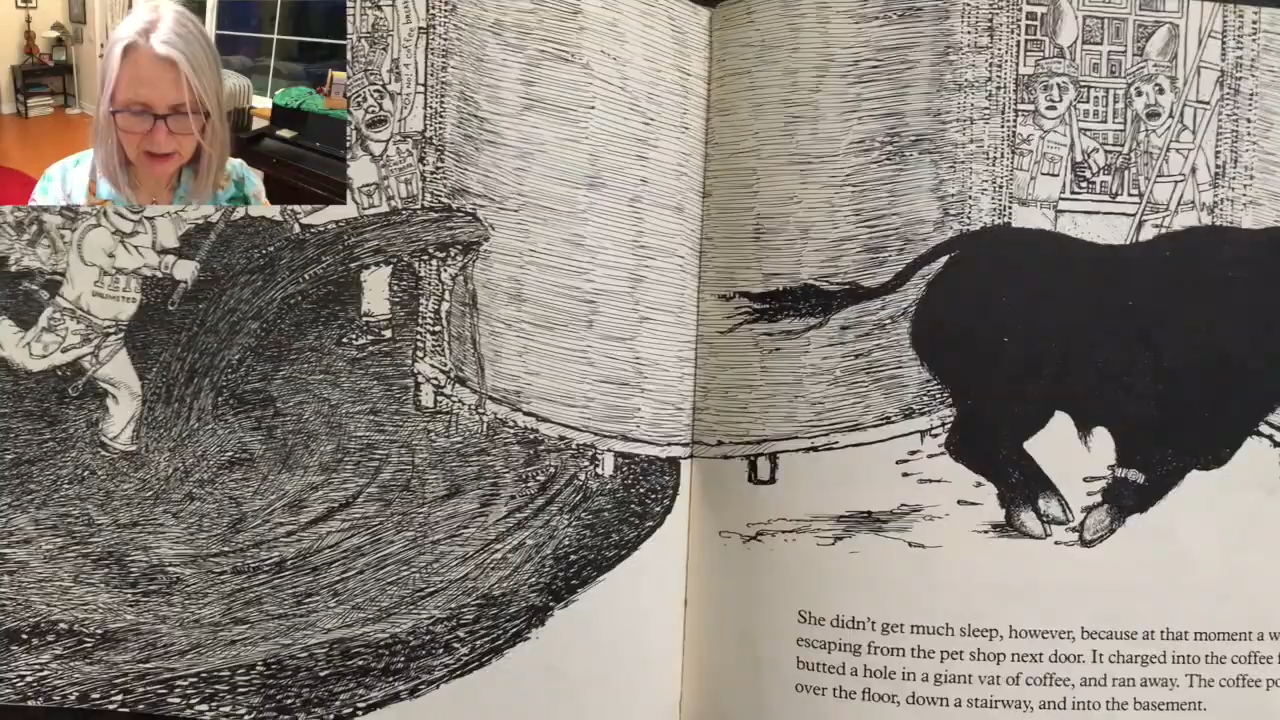 UNLIMITED
She didn't get much sleep, however, because at that moment a w
escaping from the pet shop next door. It charged into the coffee
butted a hole in a giant vat of coffee, and ran away. The coffee po
over the floor, down a stairway, and into the basement.